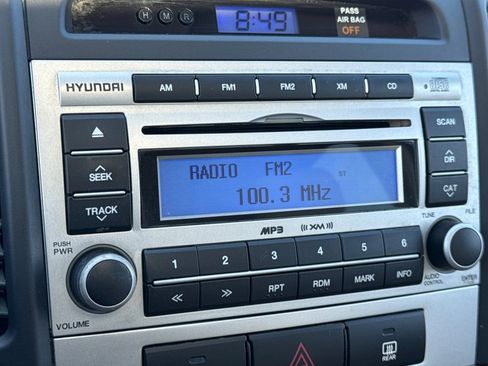 H M R
8:49
PASS
AIR BAG
OFF
HYUNDAI
AM FM1 FM2 XM CD
SCAN
SEEK
DIR
RADIO FM2 ST
100.3 MHz
TRACK
CAT
MP3 ((XM))
TUNE FILE
PUSH
PWR
1 2 3 4 5 6
<< >> RPT RDM MARK INFO
AUDIO
CONTROL
ENTER
VOLUME
REAR